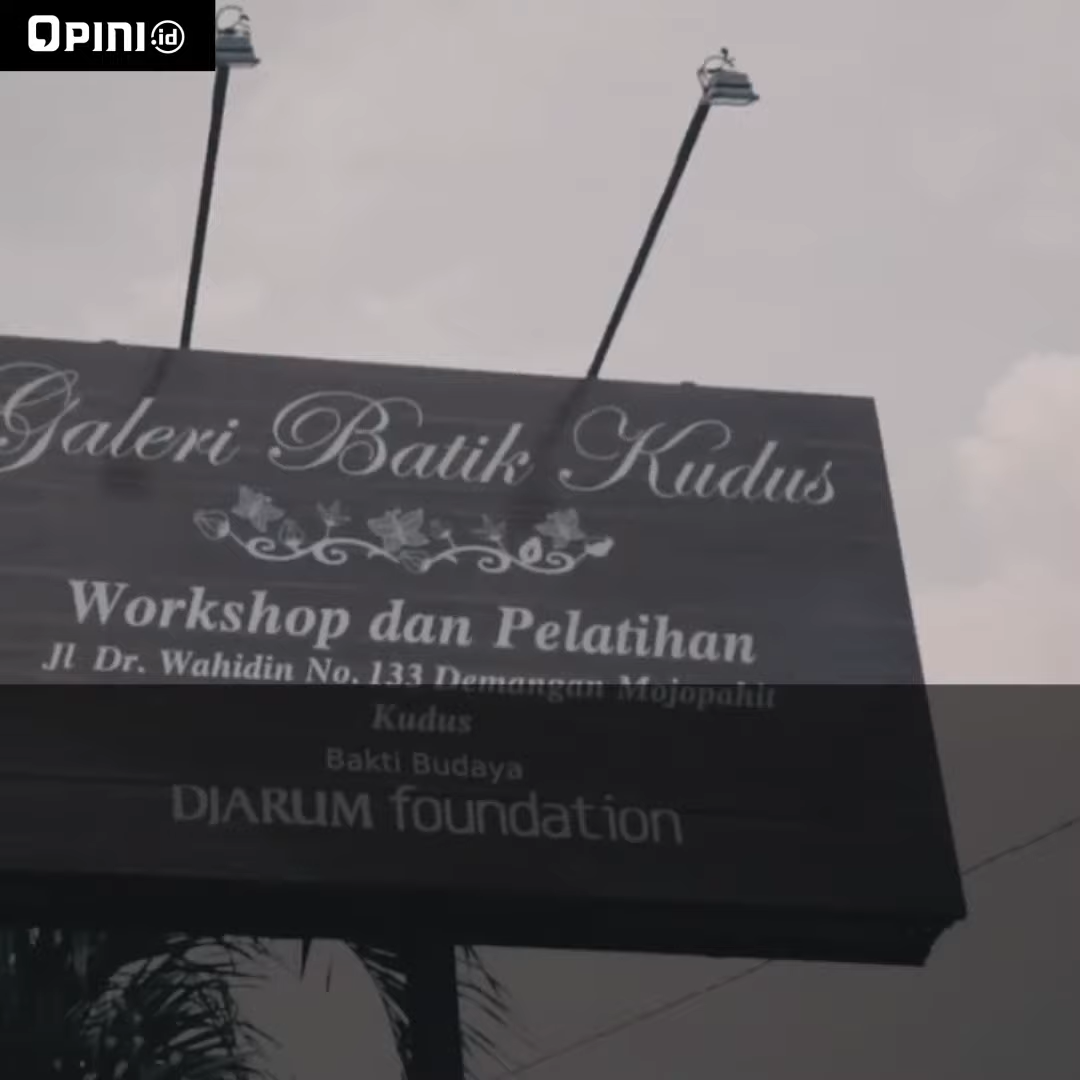 OPINI.id
Galeri Batik Kudus
Workshop dan Pelatihan
Jl Dr. Wahidin No. 133 Demangan Mojopahit
Kudus
Bakti Budaya
DJARUM foundation